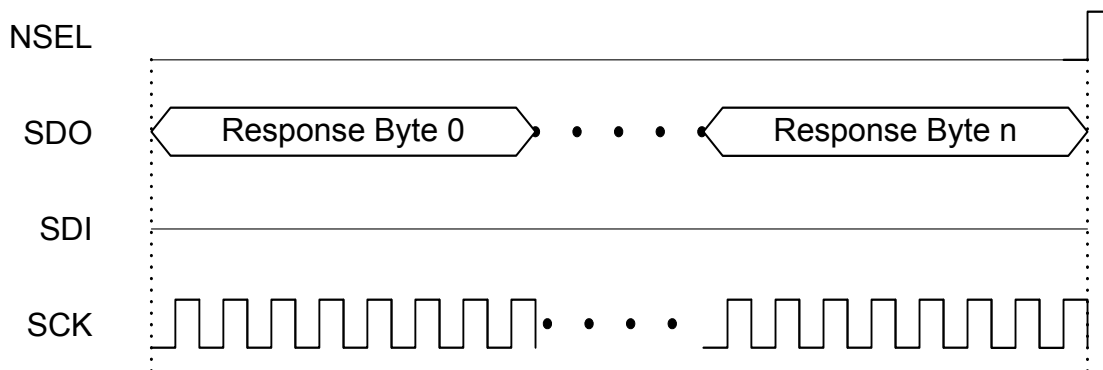 NSEL
SDO Response Byte 0 Response Byte n
SDI
SCK